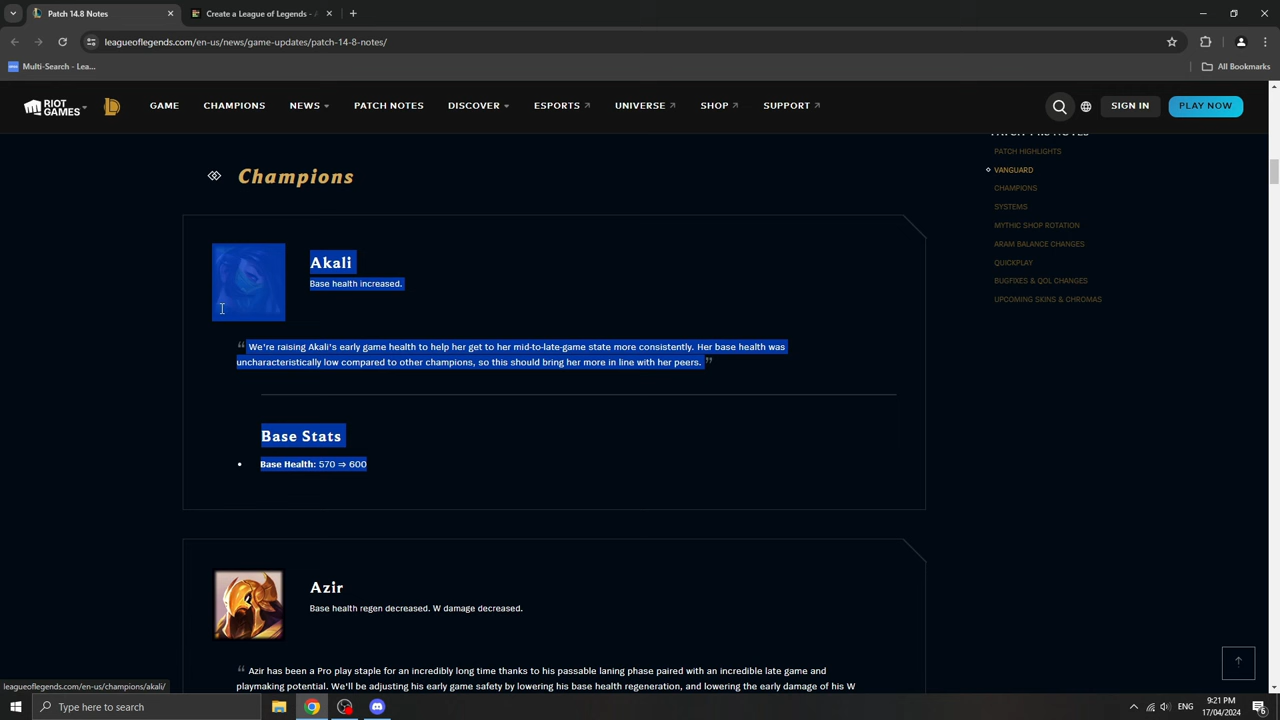 Patch 14.8 Notes
Create a League of Legends - A
leagueoflegends.com/en-us/news/game-updates/patch-14-8-notes/
Multi-Search - Lea...
All Bookmarks
RIOT GAMES
GAME
CHAMPIONS
NEWS
PATCH NOTES
DISCOVER
ESPORTS
UNIVERSE
SHOP
SUPPORT
SIGN IN
PLAY NOW
PATCH HIGHLIGHTS
VANGUARD
CHAMPIONS
SYSTEMS
MYTHIC SHOP ROTATION
ARAM BALANCE CHANGES
QUICKPLAY
BUGFIXES & QOL CHANGES
UPCOMING SKINS & CHROMAS
Champions
Akali
Base health increased.
“ We're raising Akali's early game health to help her get to her mid-to-late-game state more consistently. Her base health was
uncharacteristically low compared to other champions, so this should bring her more in line with her peers. ”
Base Stats
• Base Health: 570 ⇒ 600
Azir
Base health regen decreased. W damage decreased.
“ Azir has been a Pro play staple for an incredibly long time thanks to his passable laning phase paired with an incredible late game and
playmaking potential. We'll be adjusting his early game safety by lowering his base health regeneration, and lowering the early damage of his W
leagueoflegends.com/en-us/champions/akali/
Type here to search
ENG
9:21 PM
17/04/2024
6